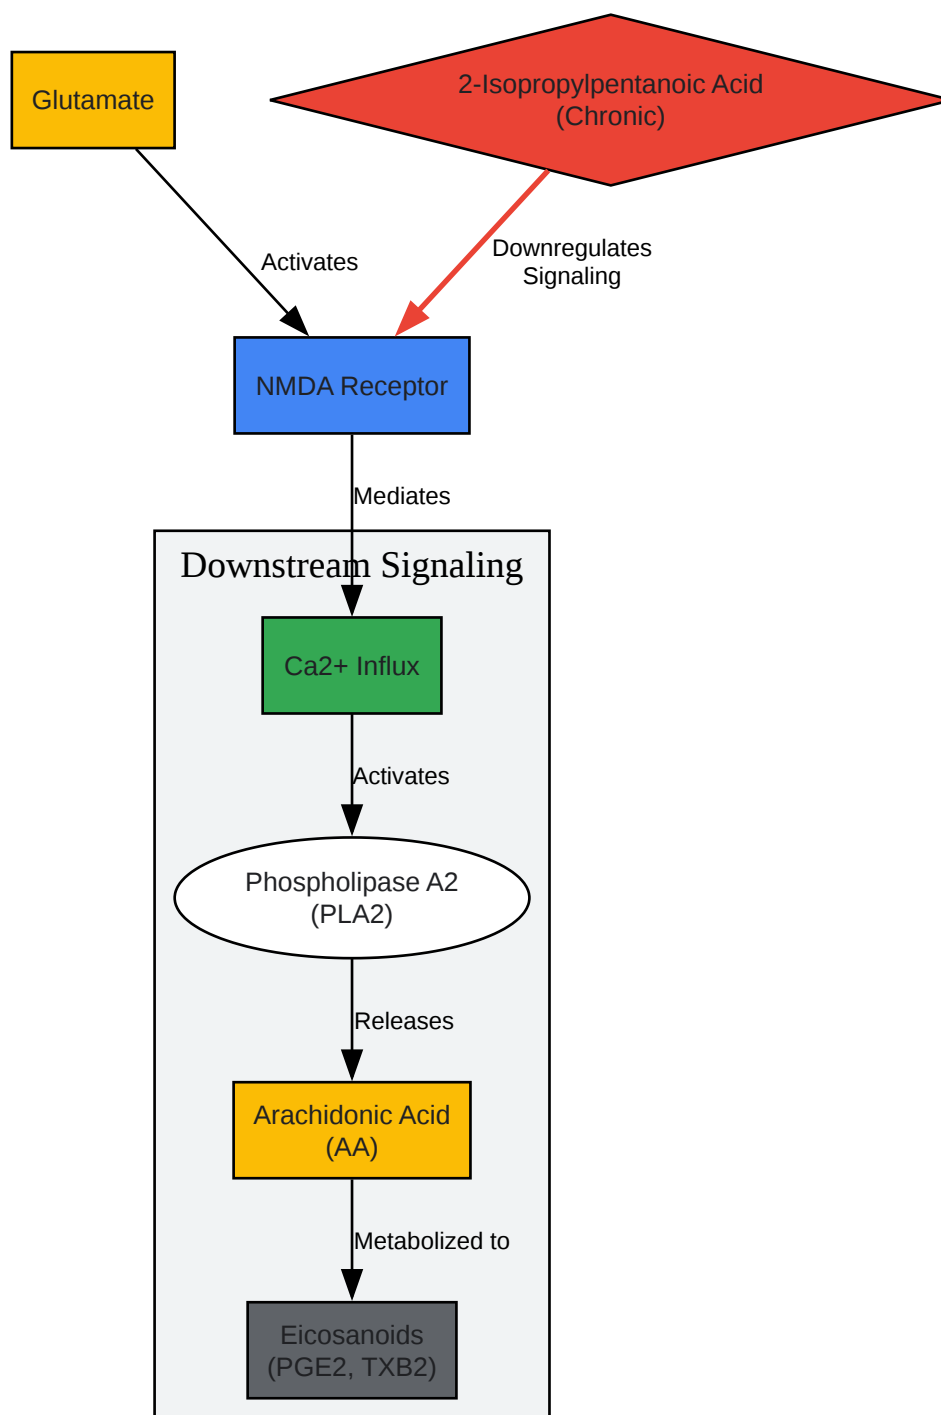 Glutamate
2-Isopropylpentanoic Acid
(Chronic)
Activates
Downregulates
Signaling
NMDA Receptor
Mediates
Downstream Signaling
Ca2+ Influx
Activates
Phospholipase A2
(PLA2)
Releases
Arachidonic Acid
(AA)
Metabolized to
Eicosanoids
(PGE2, TXB2)